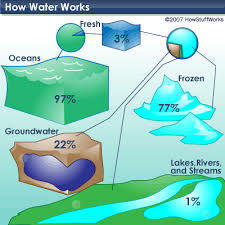 How Water Works
©2007 HowStuffWorks
Fresh
3%
Oceans
97%
Frozen
77%
Groundwater
22%
Lakes, Rivers,
and Streams
1%